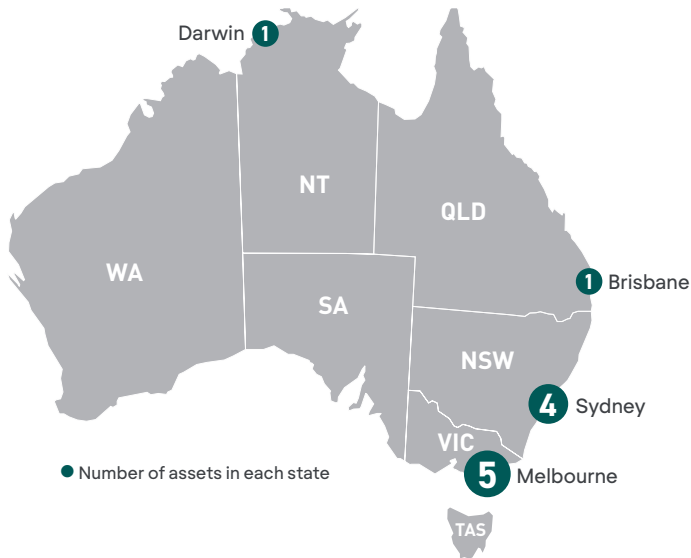 Darwin 1
NT
QLD
WA
1 Brisbane
SA
NSW
4 Sydney
VIC
Number of assets in each state
5 Melbourne
TAS